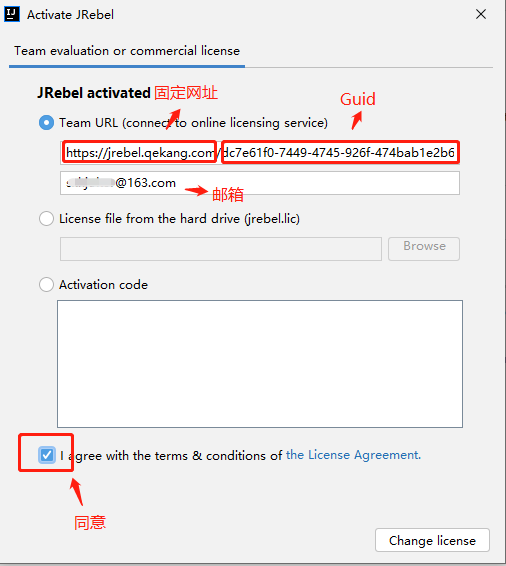 Activate JRebel
Team evaluation or commercial license
JRebel activated 固定网址
Guid
Team URL (connect to online licensing service)
https://jrebel.qekang.com/dc7e61f0-7449-4745-926f-474bab1e2b6
@163.com
邮箱
License file from the hard drive (jrebel.lic)
Browse
Activation code
I agree with the terms & conditions of the License Agreement.
同意
Change license